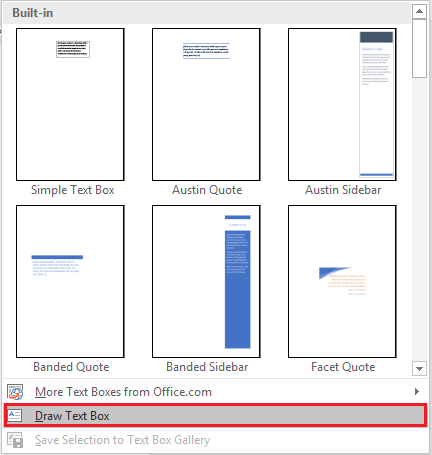 Built-in
Simple Text Box
Austin Quote
Austin Sidebar
Banded Quote
Banded Sidebar
Facet Quote
More Text Boxes from Office.com
Draw Text Box
Save Selection to Text Box Gallery